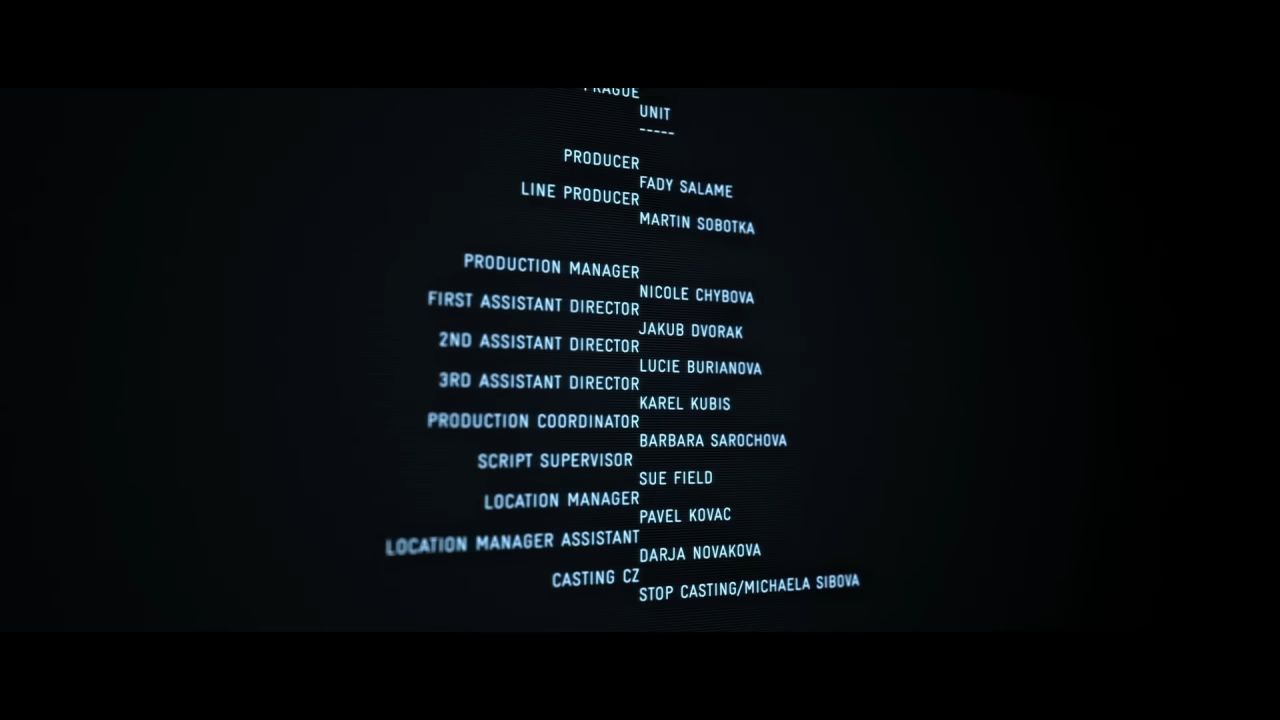 PRAGUE
UNIT
-----
PRODUCER
FADY SALAME
LINE PRODUCER
MARTIN SOBOTKA
PRODUCTION MANAGER
NICOLE CHYBOVA
FIRST ASSISTANT DIRECTOR
JAKUB DVORAK
2ND ASSISTANT DIRECTOR
LUCIE BURIANOVA
3RD ASSISTANT DIRECTOR
KAREL KUBIS
PRODUCTION COORDINATOR
BARBARA SAROCHOVA
SCRIPT SUPERVISOR
SUE FIELD
LOCATION MANAGER
PAVEL KOVAC
LOCATION MANAGER ASSISTANT
DARJA NOVAKOVA
CASTING CZ
STOP CASTING/MICHAELA SIBOVA